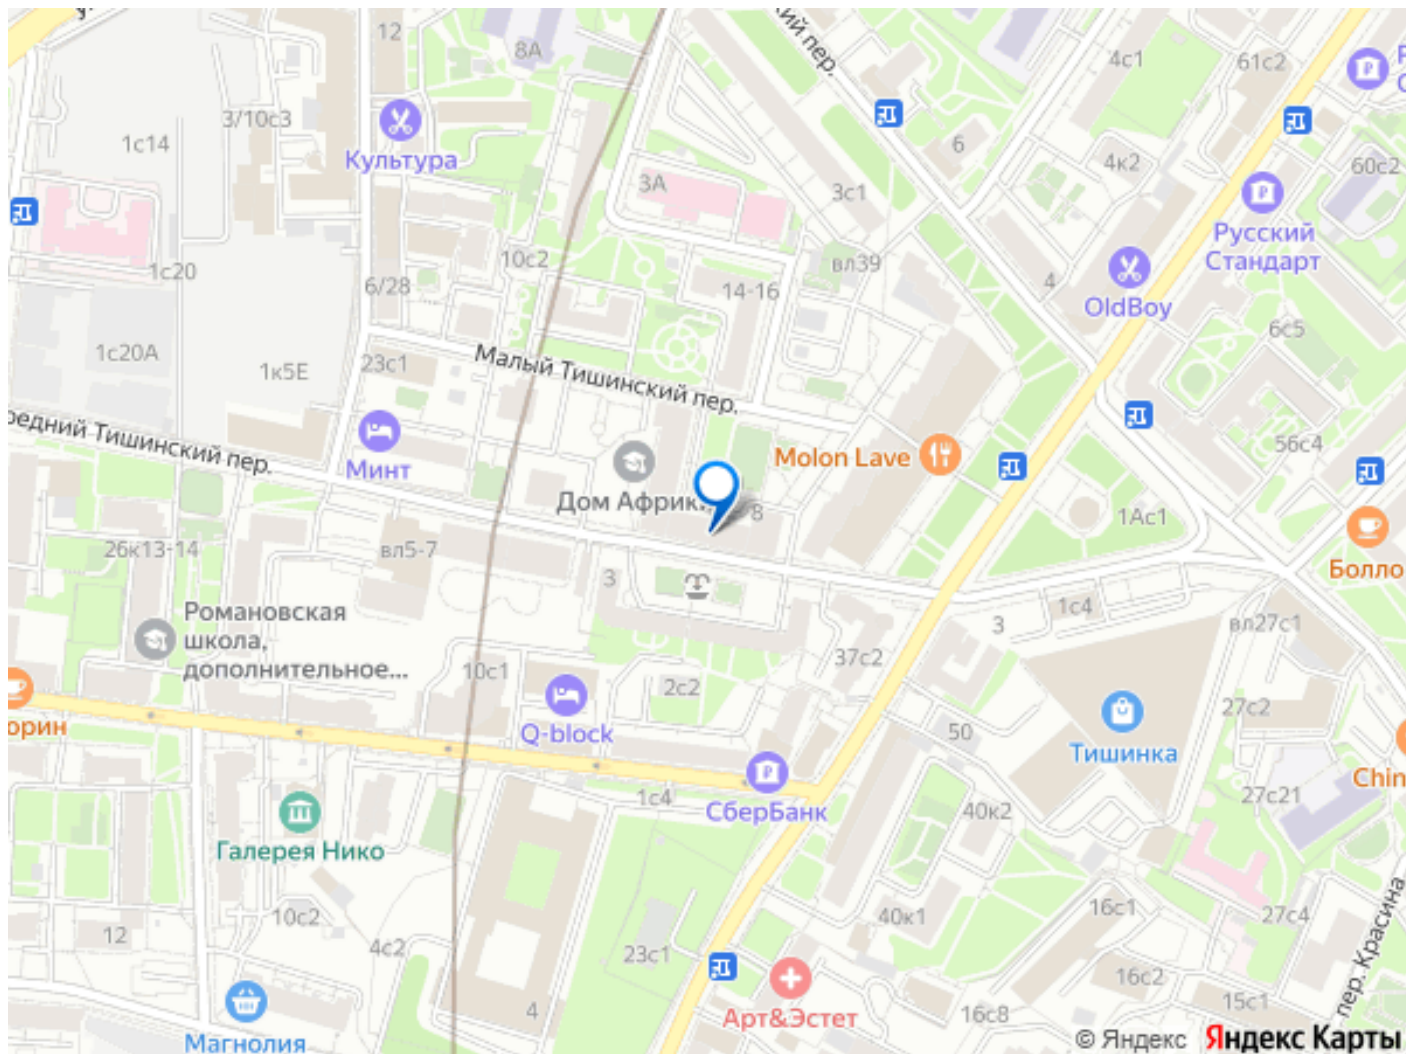 12
8А
ский пер.
4с1
61с2
3/10с3
1с14
Культура
6
4к2
60с2
3А
3с1
Русский
Стандарт
10с2
вл39
1с20
6/28
14-16
4
OldBoy
6с5
1с20А
23с1
1к5Е
Малый Тишинский пер.
редний Тишинский пер.
Минт
Molon Lave
56с4
Дом Африки
8
1Ас1
26к13-14
вл5-7
3
Болло
Романовская
школа,
дополнительное...
1с4
3
вл27с1
10с1
2с2
37с2
27с2
орин
Q-block
50
Тишинка
Chin
1с4
СберБанк
40к2
27с21
Галерея Нико
10с2
12
4с2
40к1
16с1
27с4
пер. Красина
23с1
16с2
4
Арт&Эстет
16с8
15с1
Магнолия
© Яндекс Яндекс Карты